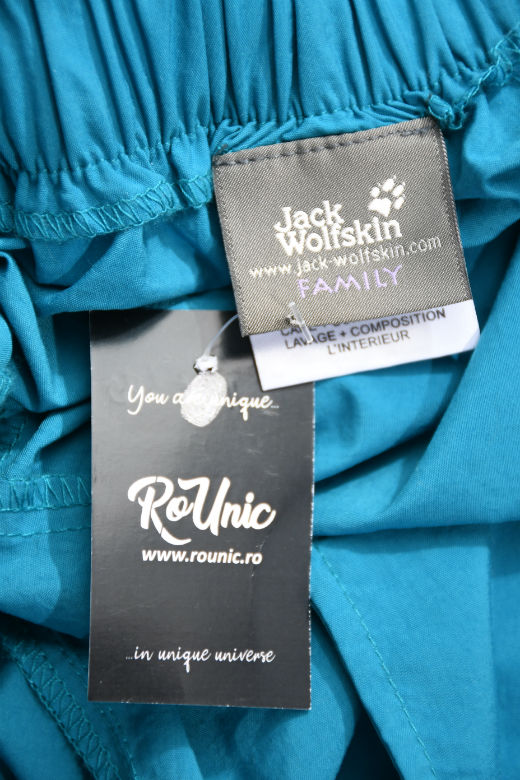 Jack
Wolfskin
www.jack-wolfskin.com
FAMILY
LAVAGE + COMPOSITION
L'INTERIEUR
You are unique...
RoUnic
www.rounic.ro
...in unique universe